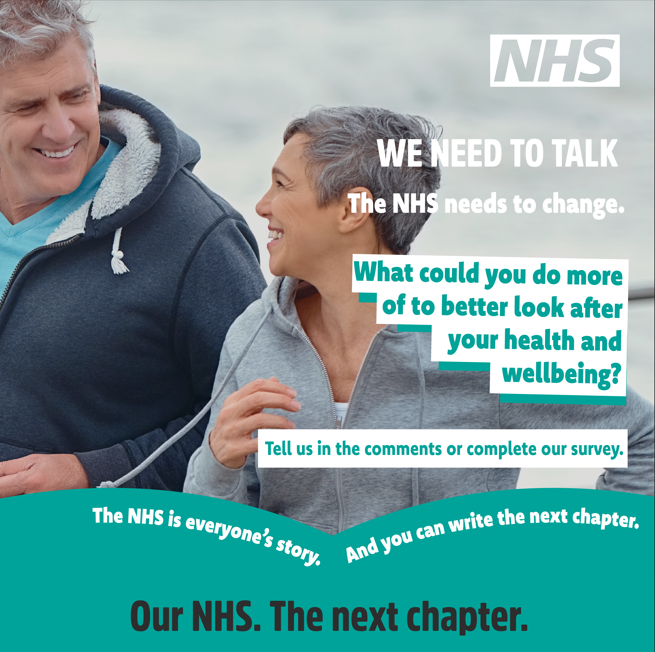 NHS
WE NEED TO TALK
The NHS needs to change.
What could you do more
of to better look after
your health and
wellbeing?
Tell us in the comments or complete our survey.
The NHS is everyone's story.
And you can write the next chapter.
Our NHS. The next chapter.